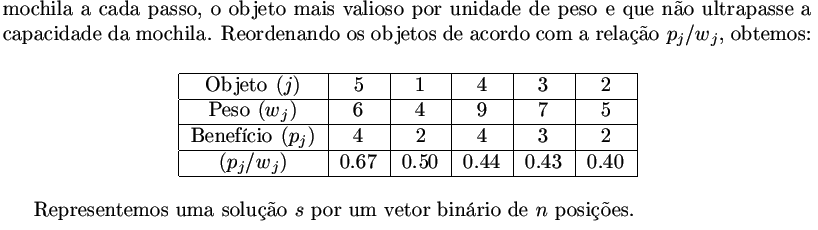 mochila a cada passo, o objeto mais valioso por unidade de peso e que não ultrapasse a
capacidade da mochila. Reordenando os objetos de acordo com a relação p_j/w_j, obtemos:
Objeto (j) 5 1 4 3 2
Peso (w_j) 6 4 9 7 5
Benefício (p_j) 4 2 4 3 2
(p_j/w_j) 0.67 0.50 0.44 0.43 0.40
Representemos uma solução s por um vetor binário de n posições.